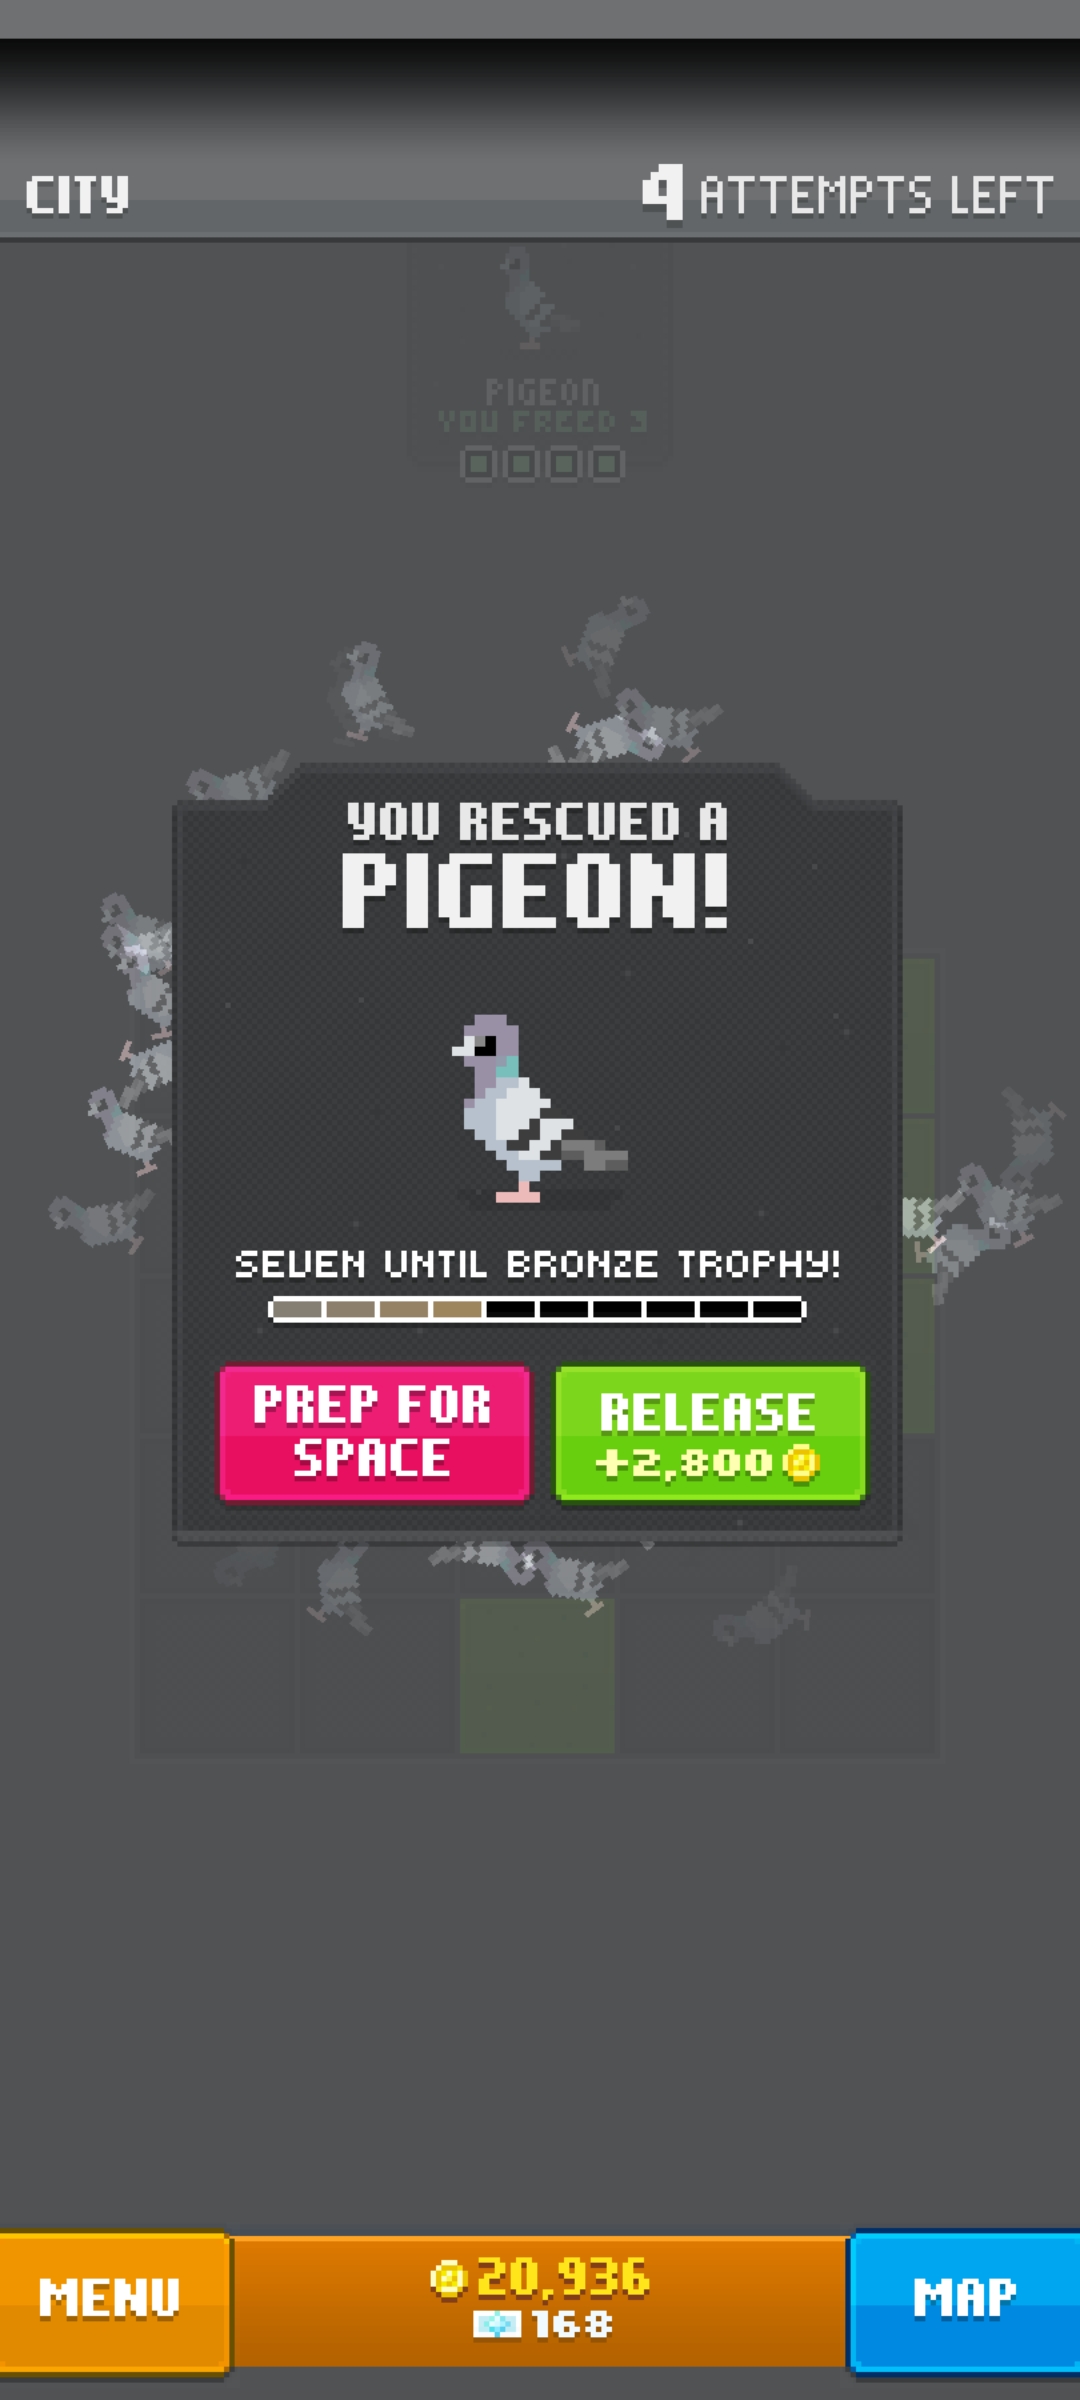 CITY
4 ATTEMPTS LEFT
PIGEON
YOU FREED 3
YOU RESCUED A
PIGEON!
SEVEN UNTIL BRONZE TROPHY!
PREP FOR
SPACE
RELEASE
+2,800
MENU
20,936
168
MAP